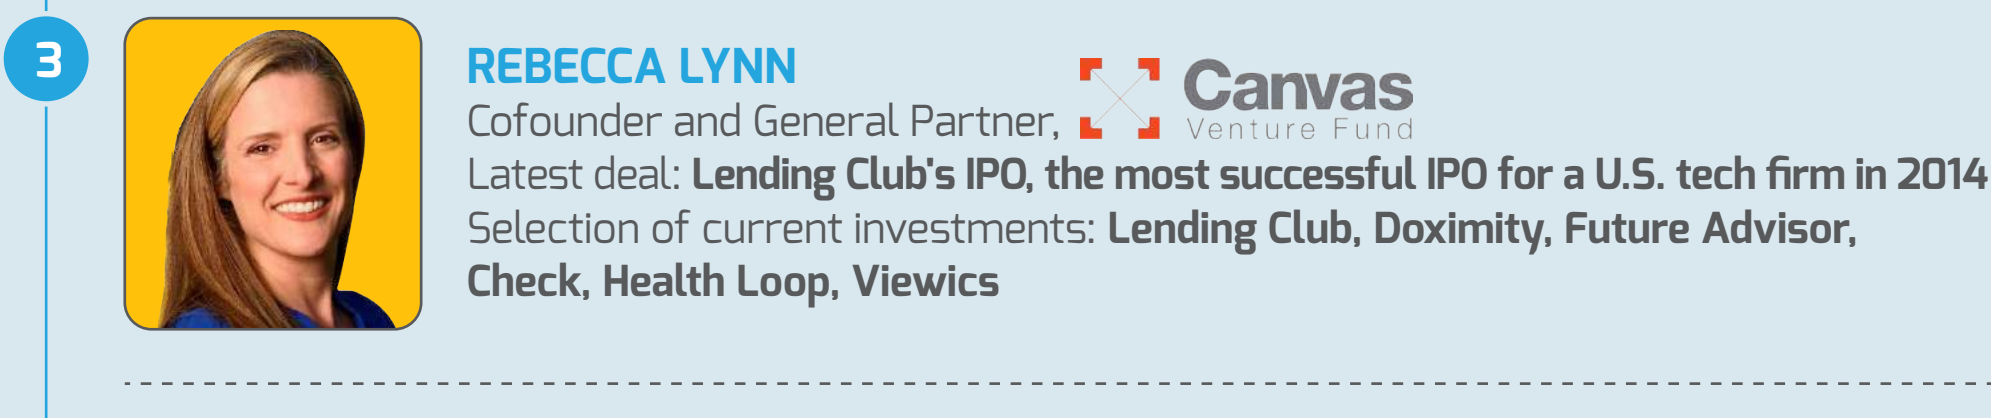 3
REBECCA LYNN
Cofounder and General Partner,
Canvas
Venture Fund
Latest deal: Lending Club's IPO, the most successful IPO for a U.S. tech firm in 2014
Selection of current investments: Lending Club, Doximity, Future Advisor,
Check, Health Loop, Viewics